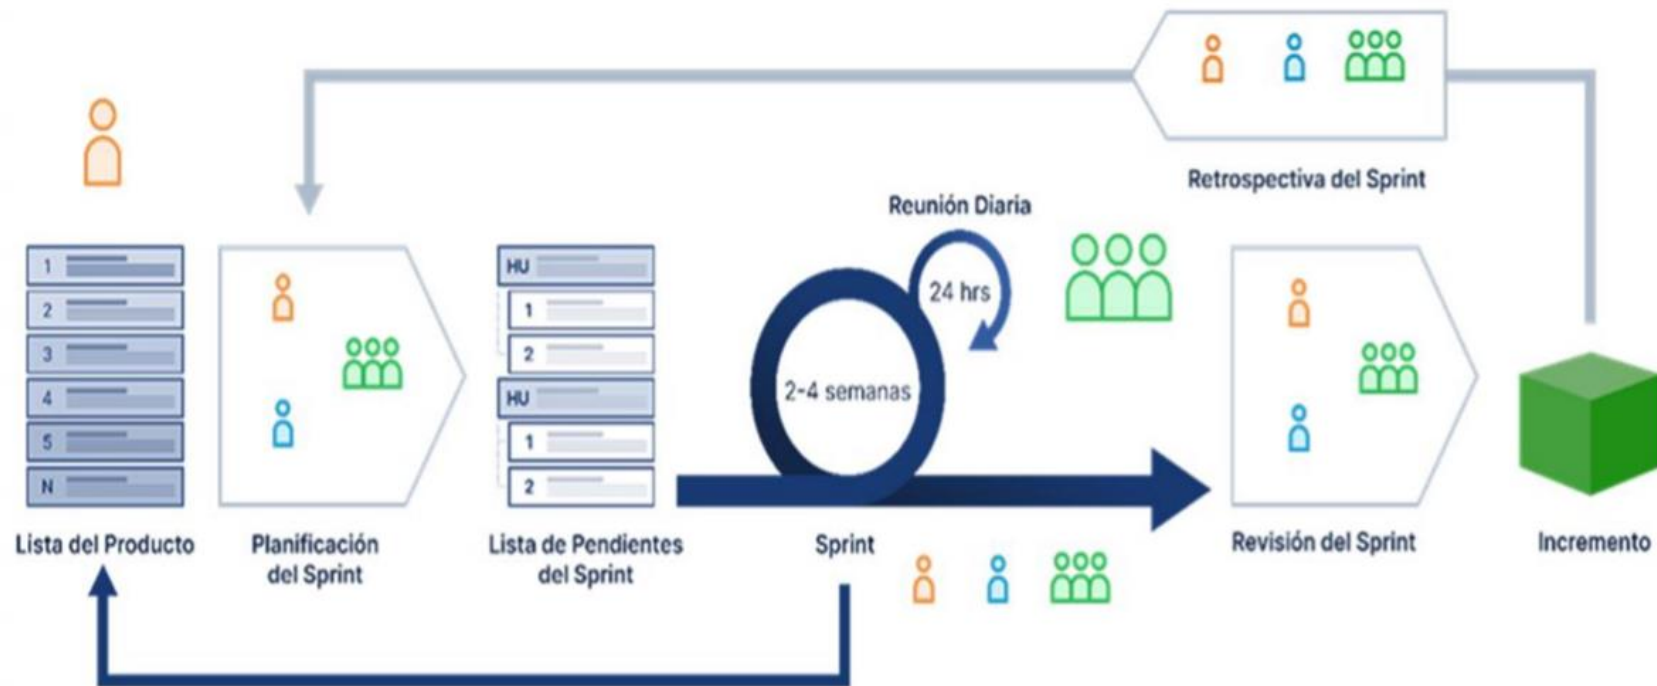 Retrospectiva del Sprint
Reunión Diaria
24 hrs
2-4 semanas
1
2
3
4
5
N
HU
1
2
HU
1
2
Lista del Producto
Planificación
del Sprint
Lista de Pendientes
del Sprint
Sprint
Revisión del Sprint
Incremento